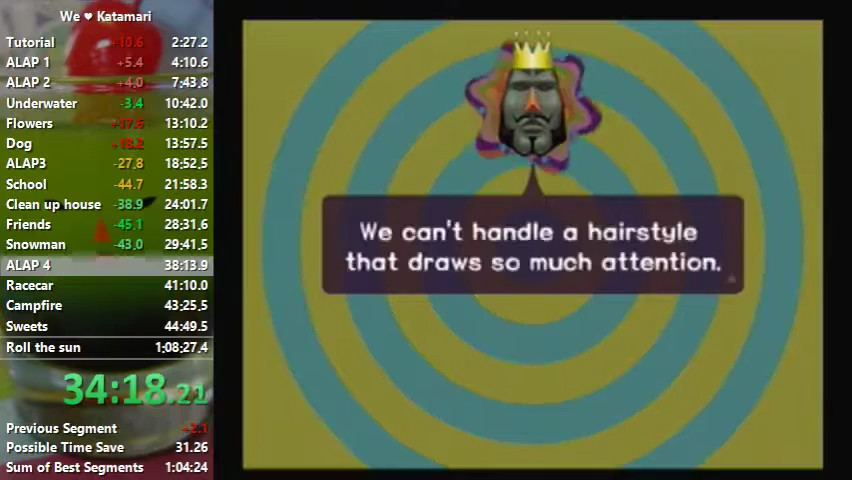 We ♥ Katamari
Tutorial +10.6 2:27.2
ALAP 1 +5.4 4:10.6
ALAP 2 +4.0 7:43.8
Underwater -3.4 10:42.0
Flowers +17.6 13:10.2
Dog +18.2 13:57.5
ALAP3 -27.8 18:52.5
School -44.7 21:58.3
Clean up house -38.9 24:01.7
Friends -45.1 28:31.6
Snowman -43.0 29:41.5
ALAP 4 38:13.9
Racecar 41:10.0
Campfire 43:25.5
Sweets 44:49.5
Roll the sun 1:08:27.4
34:18.21
Previous Segment +2.1
Possible Time Save 31.26
Sum of Best Segments 1:04:24
We can't handle a hairstyle
that draws so much attention.